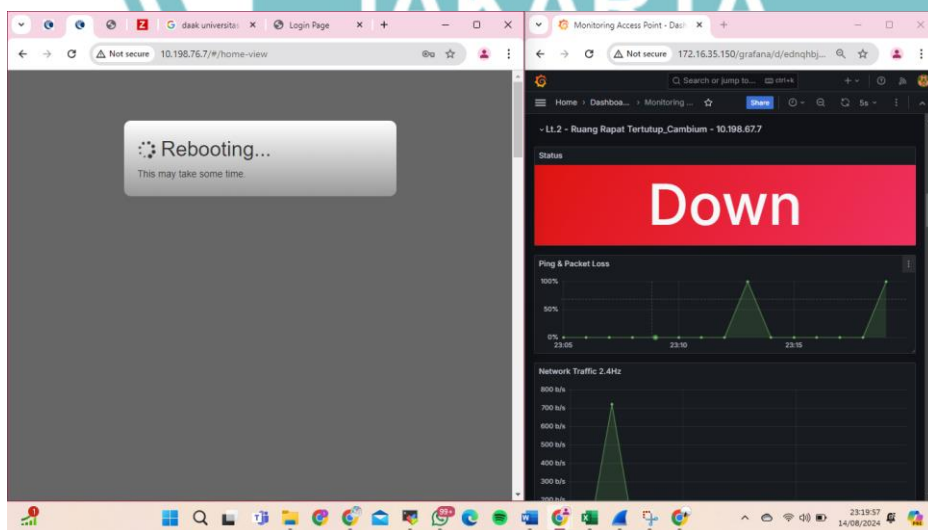 JAKARTA
daak universitas
Login Page
Not secure 10.198.76.7/#/home-view
Rebooting...
This may take some time.
Monitoring Access Point - Dash
Not secure 172.16.35.150/grafana/d/ednqhbj...
Search or jump to... ctrl+k
Home › Dashboa... › Monitoring ... Share 5s
Lt.2 - Ruang Rapat Tertutup_Cambium - 10.198.67.7
Status
Down
Ping & Packet Loss
100%
50%
0%
23:05 23:10 23:15
Network Traffic 2.4Hz
800 b/s
700 b/s
600 b/s
500 b/s
400 b/s
300 b/s
200 b/s
99+
23:19:57
14/08/2024